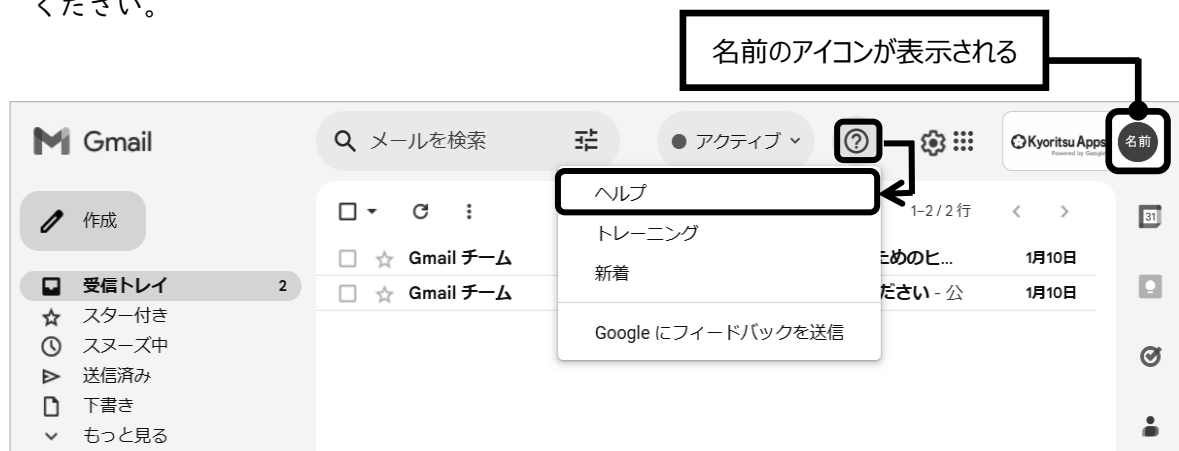 ください。
名前のアイコンが表示される
Gmail
メールを検索
アクティブ
Kyoritsu Apps
Powered by Google
名前
作成
ヘルプ
1–2 / 2 行
31
トレーニング
Gmail チーム
ためのヒ...
1月10日
新着
受信トレイ
2
Gmail チーム
ださい - 公
1月10日
スター付き
Google にフィードバックを送信
スヌーズ中
送信済み
下書き
もっと見る